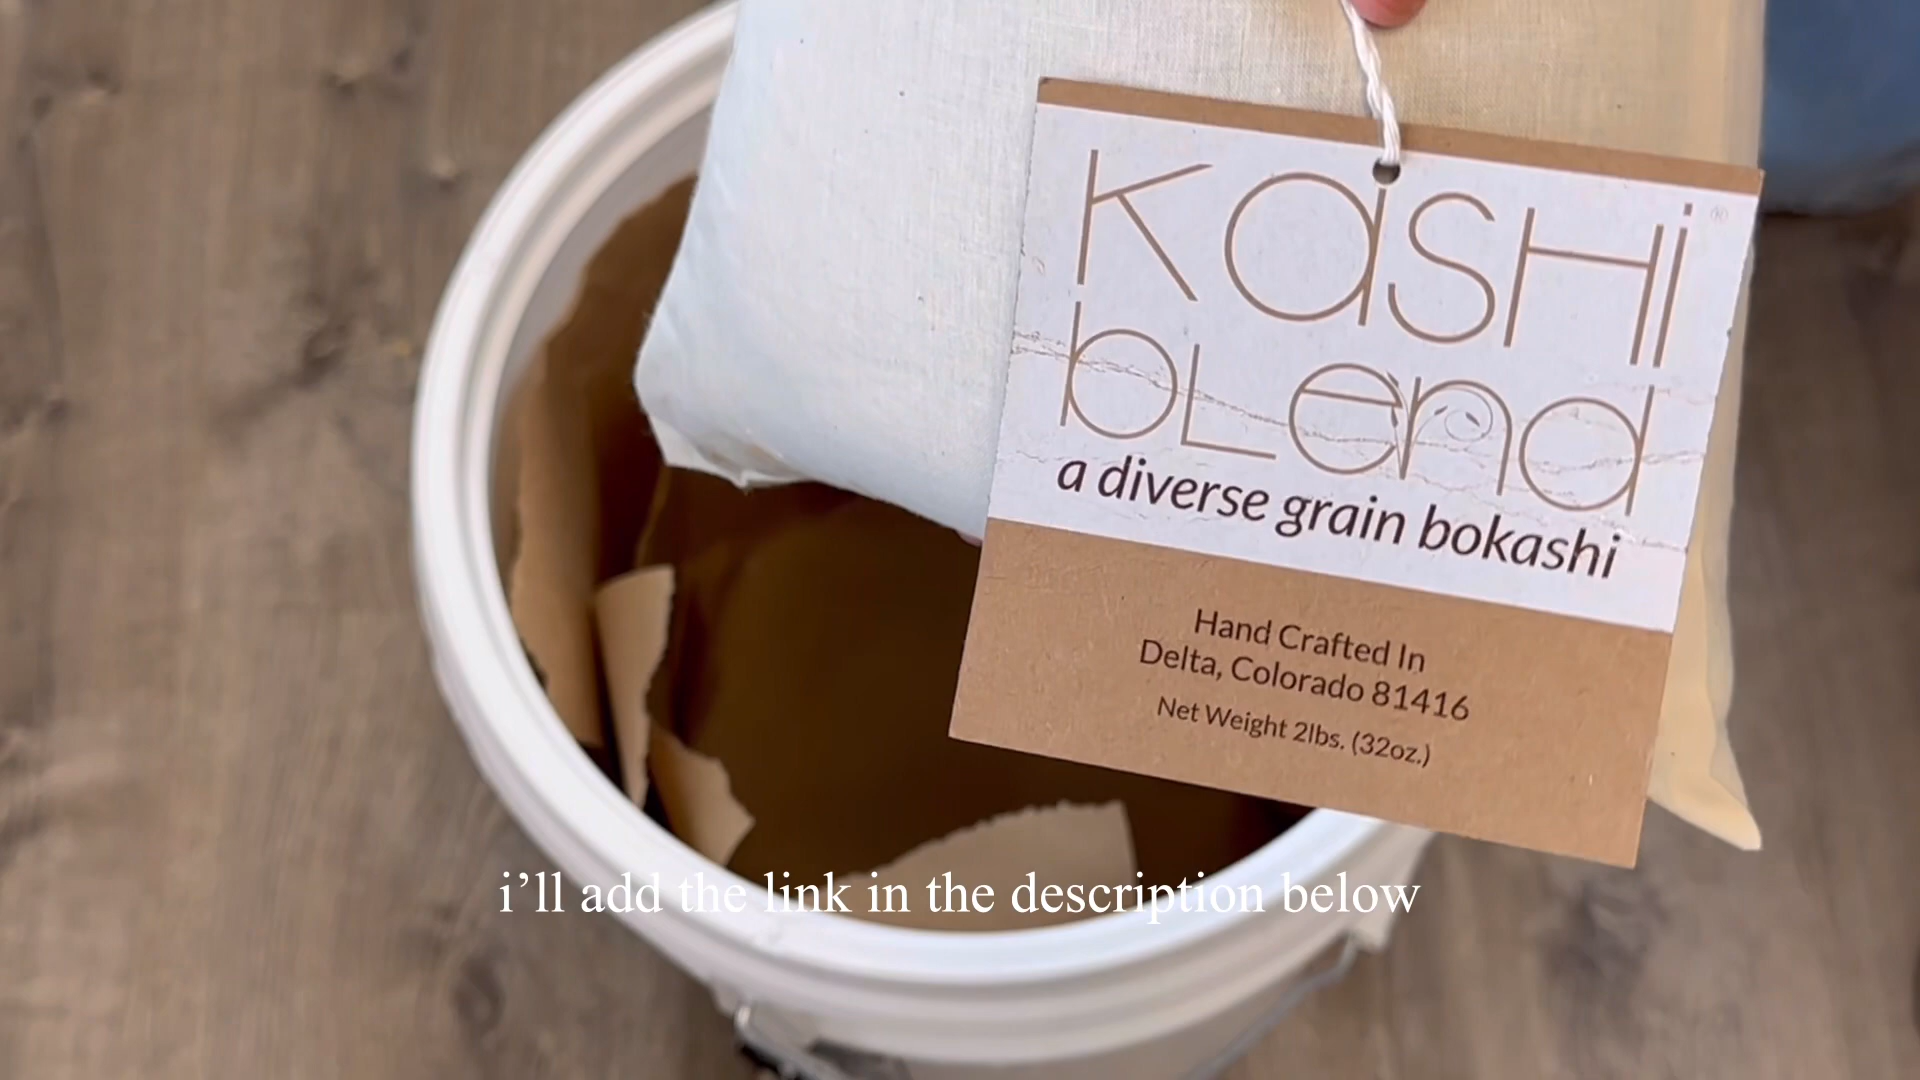 Kashi
®
bLend
a diverse grain bokashi
Hand Crafted In
Delta, Colorado 81416
Net Weight 2lbs. (32oz.)
i’ll add the link in the description below